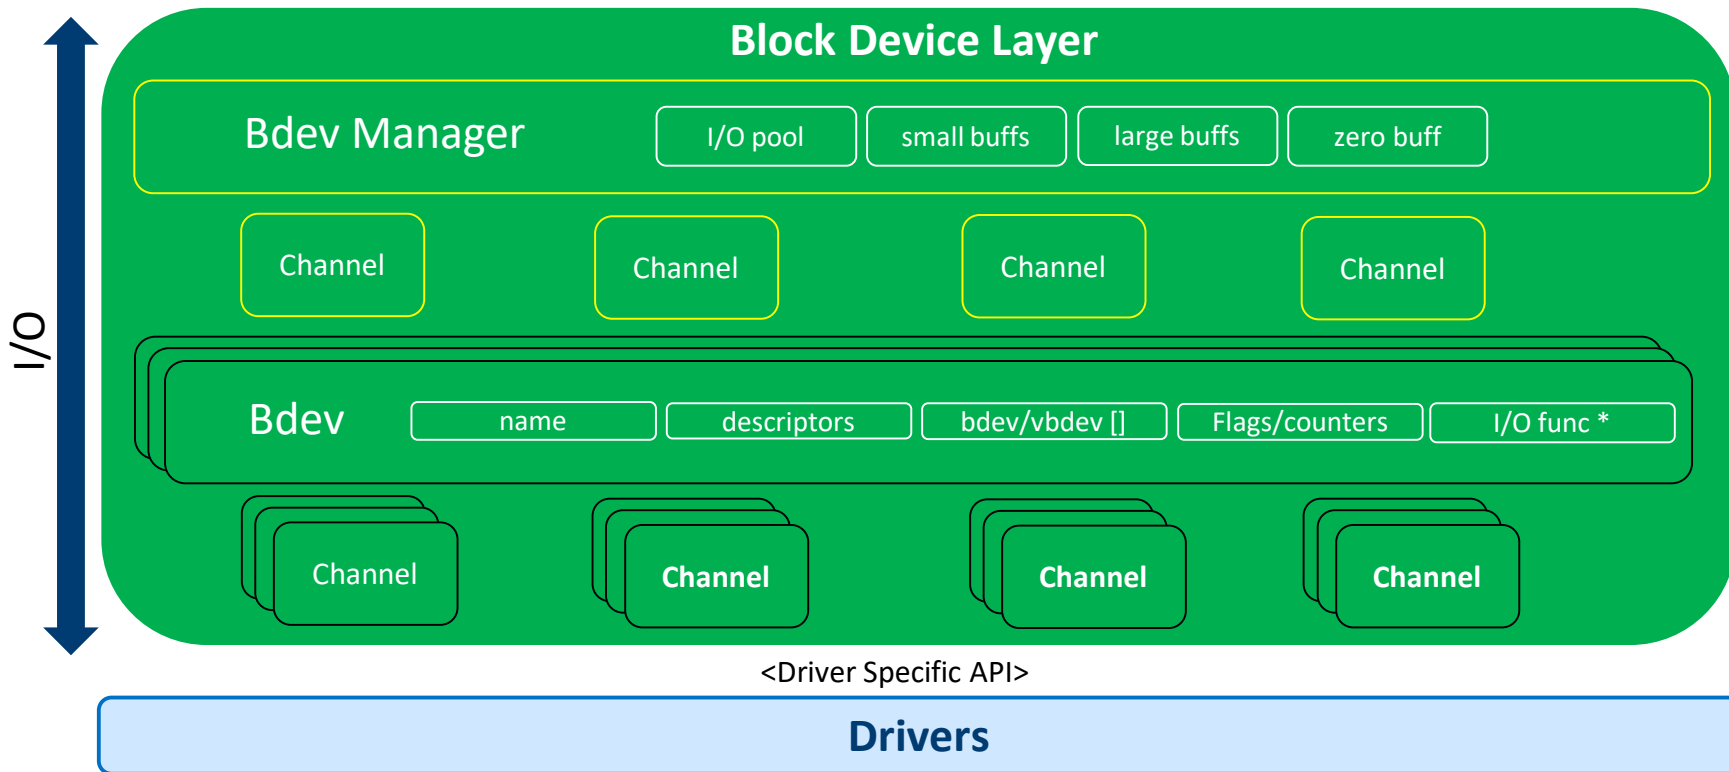 Block Device Layer
Bdev Manager
I/O pool
small buffs
large buffs
zero buff
Channel
Channel
Channel
Channel
I/O
Bdev
name
descriptors
bdev/vbdev []
Flags/counters
I/O func *
Channel
Channel
Channel
Channel
<Driver Specific API>
Drivers